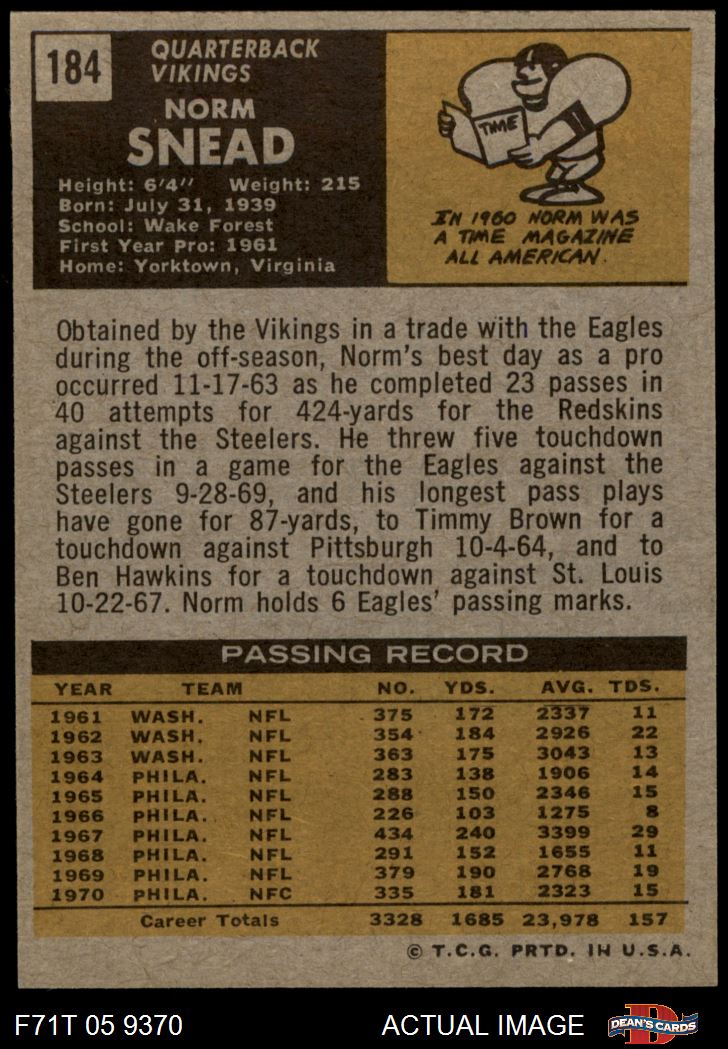 184
QUARTERBACK
VIKINGS
NORM
SNEAD
Height: 6'4" Weight: 215
Born: July 31, 1939
School: Wake Forest
First Year Pro: 1961
Home: Yorktown, Virginia
TIME
IN 1960 NORM WAS
A TIME MAGAZINE
ALL AMERICAN.
Obtained by the Vikings in a trade with the Eagles
during the off-season, Norm's best day as a pro
occurred 11-17-63 as he completed 23 passes in
40 attempts for 424-yards for the Redskins
against the Steelers. He threw five touchdown
passes in a game for the Eagles against the
Steelers 9-28-69, and his longest pass plays
have gone for 87-yards, to Timmy Brown for a
touchdown against Pittsburgh 10-4-64, and to
Ben Hawkins for a touchdown against St. Louis
10-22-67. Norm holds 6 Eagles' passing marks.
PASSING RECORD
YEAR TEAM NO. YDS. AVG. TDS.
1961 WASH. NFL 375 172 2337 11
1962 WASH. NFL 354 184 2926 22
1963 WASH. NFL 363 175 3043 13
1964 PHILA. NFL 283 138 1906 14
1965 PHILA. NFL 288 150 2346 15
1966 PHILA. NFL 226 103 1275 8
1967 PHILA. NFL 434 240 3399 29
1968 PHILA. NFL 291 152 1655 11
1969 PHILA. NFL 379 190 2768 19
1970 PHILA. NFC 335 181 2323 15
Career Totals 3328 1685 23,978 157
© T.C.G. PRTD. IN U.S.A.
F71T 05 9370 ACTUAL IMAGE D DEAN'S CARDS